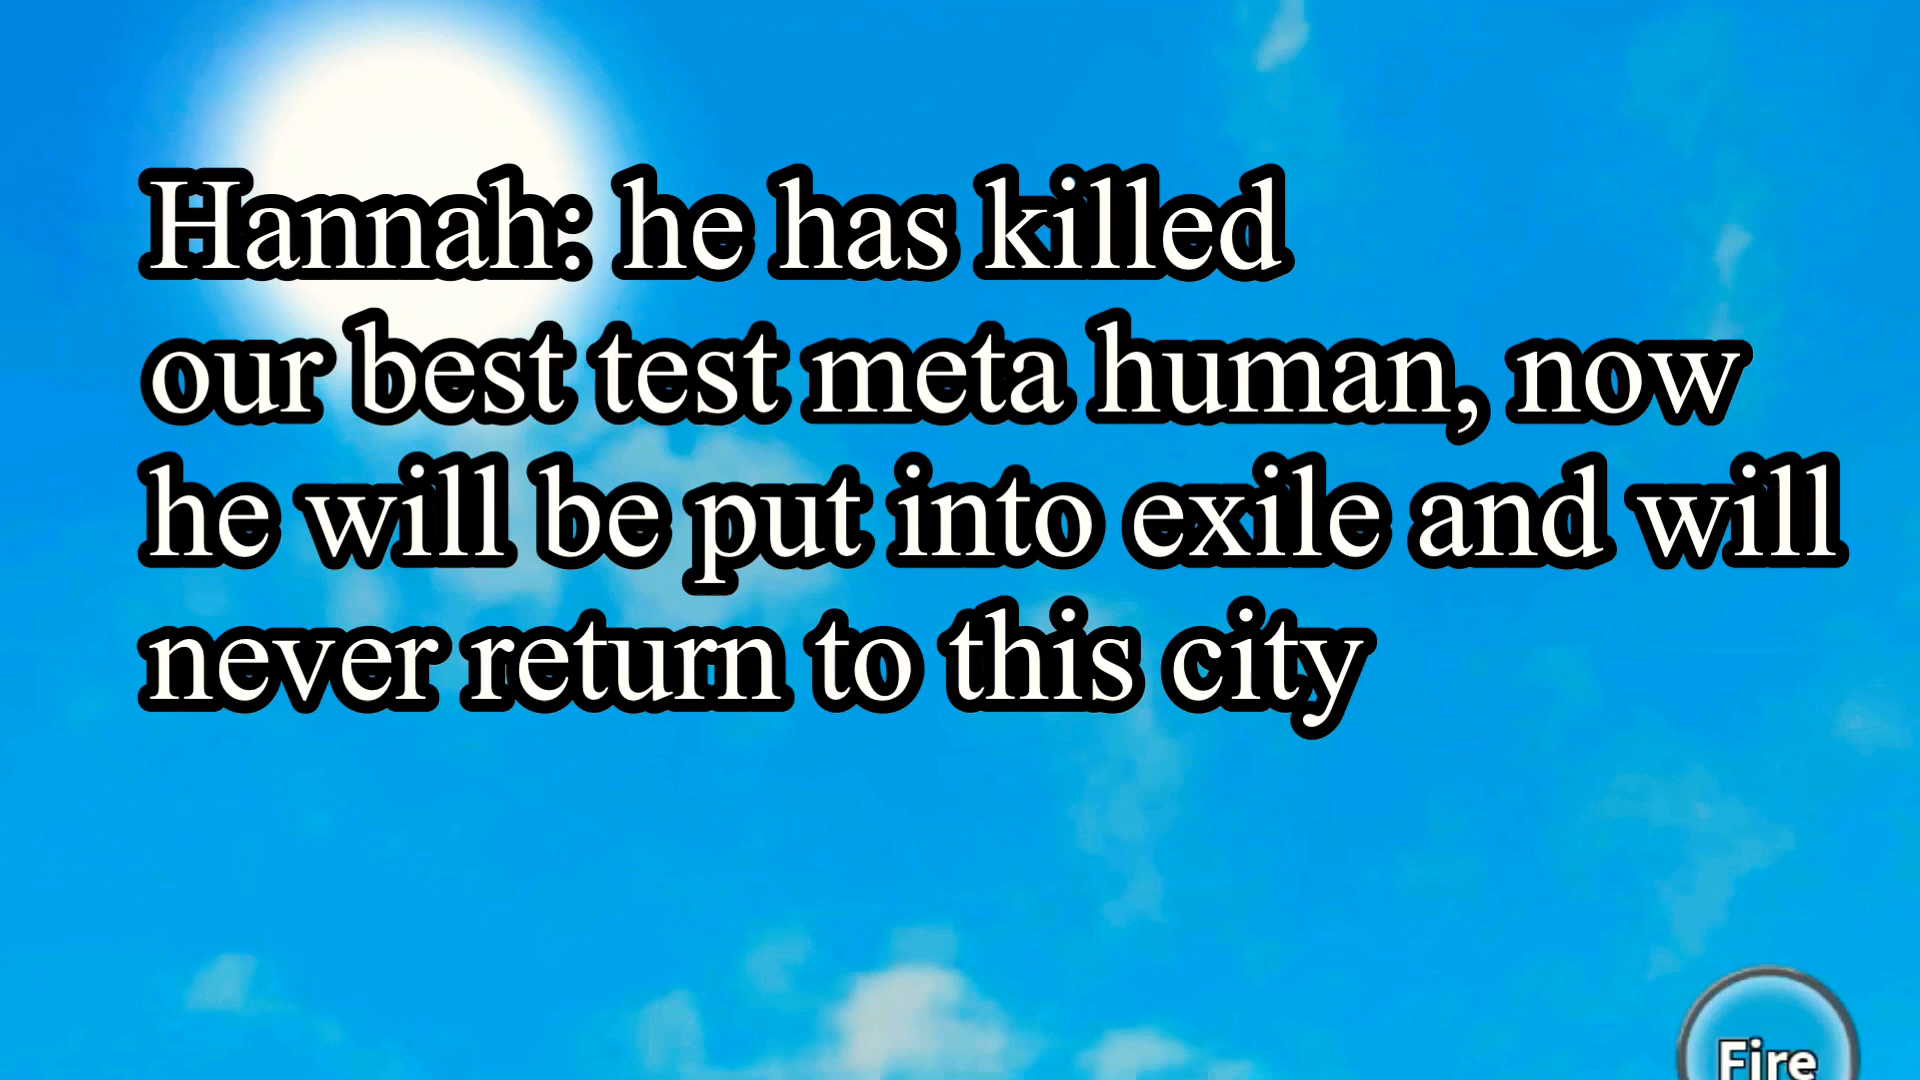 Hannah: he has killed
our best test meta human, now
he will be put into exile and will
never return to this city
Fire